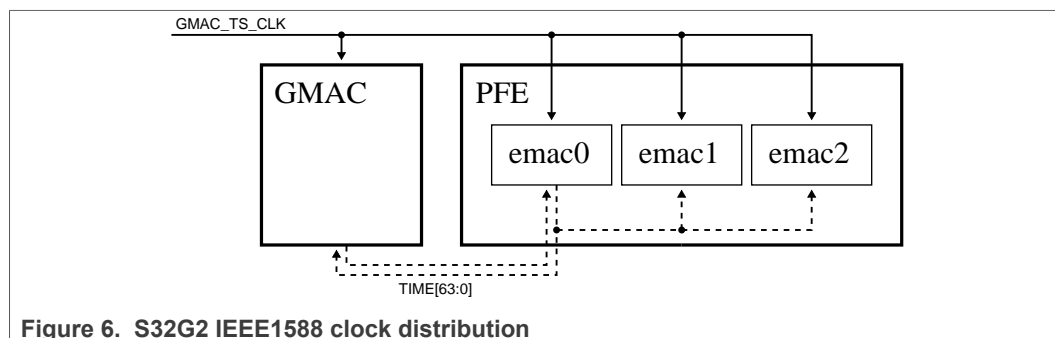 GMAC_TS_CLK
GMAC
PFE
emac0
emac1
emac2
TIME[63:0]
Figure 6. S32G2 IEEE1588 clock distribution